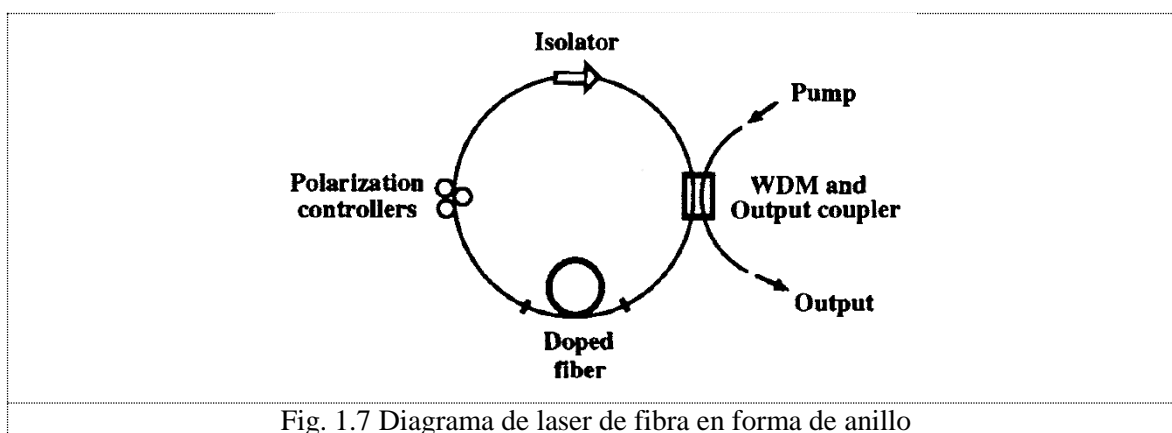 Isolator
Pump
Polarization
controllers
WDM and
Output coupler
Output
Doped
fiber
Fig. 1.7 Diagrama de laser de fibra en forma de anillo